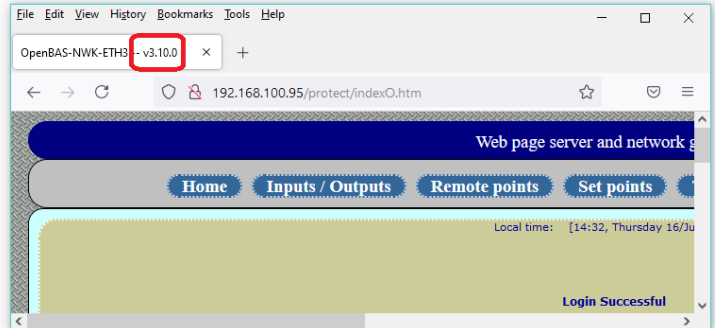 File Edit View History Bookmarks Tools Help
OpenBAS-NWK-ETH3 -- v3.10.0
192.168.100.95/protect/indexO.htm
Web page server and network g
Home Inputs / Outputs Remote points Set points
Local time: [14:32, Thursday 16/Ju
Login Successful